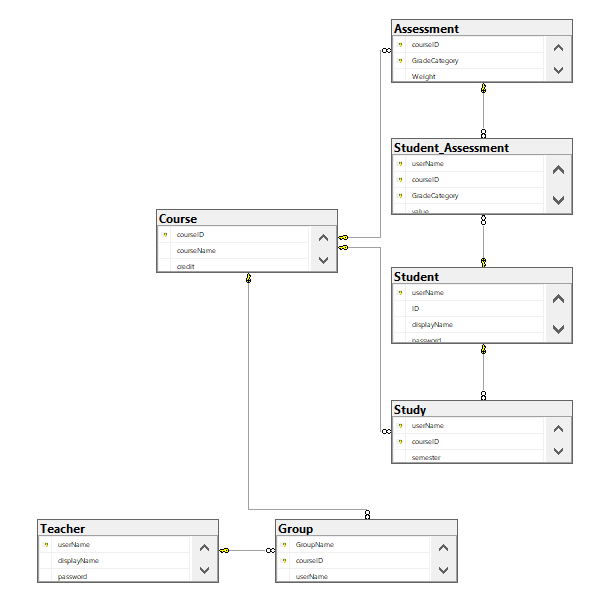 Assessment
courseID
GradeCategory
Weight
Student_Assessment
userName
courseID
GradeCategory
value
Course
courseID
courseName
credit
Student
userName
ID
displayName
password
Study
userName
courseID
semester
Teacher
userName
displayName
password
Group
GroupName
courseID
userName